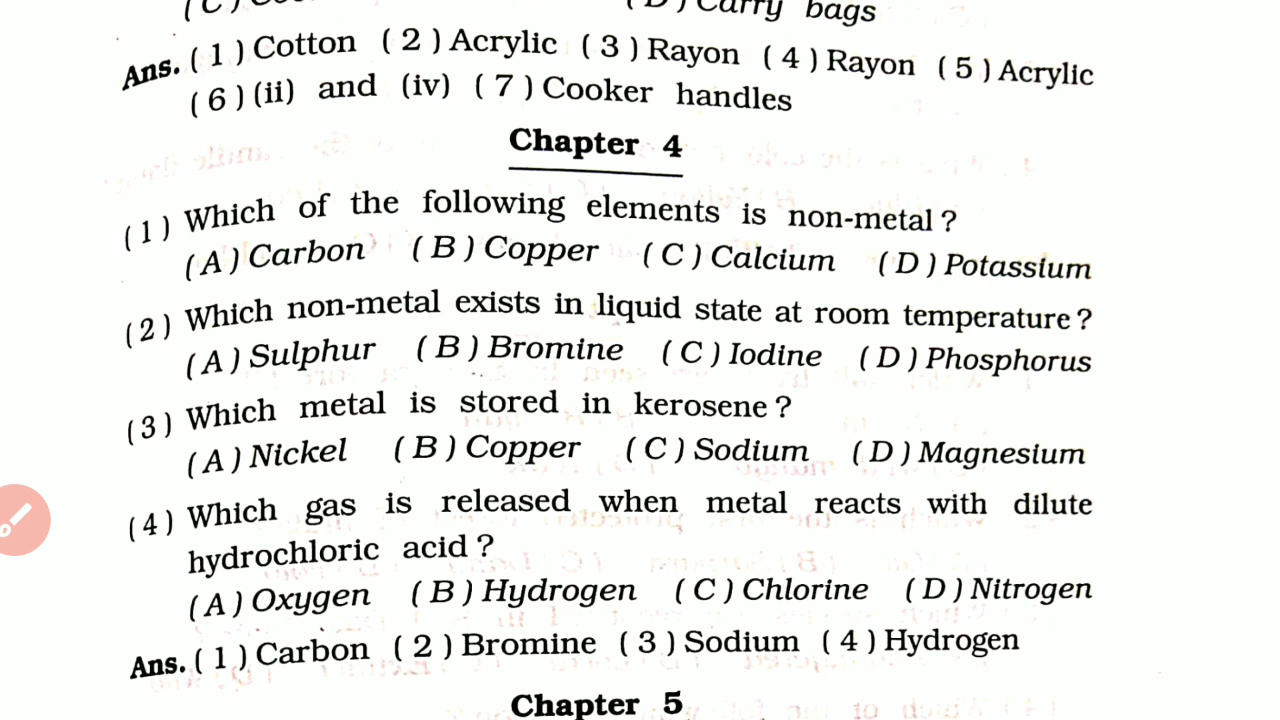 (D) Carry bags
Ans. (1) Cotton (2) Acrylic (3) Rayon (4) Rayon (5) Acrylic
(6) (ii) and (iv) (7) Cooker handles
Chapter 4
(1) Which of the following elements is non-metal?
(A) Carbon (B) Copper (C) Calcium (D) Potassium
(2) Which non-metal exists in liquid state at room temperature?
(A) Sulphur (B) Bromine (C) Iodine (D) Phosphorus
(3) Which metal is stored in kerosene?
(A) Nickel (B) Copper (C) Sodium (D) Magnesium
(4) Which gas is released when metal reacts with dilute
hydrochloric acid?
(A) Oxygen (B) Hydrogen (C) Chlorine (D) Nitrogen
Ans. (1) Carbon (2) Bromine (3) Sodium (4) Hydrogen
Chapter 5